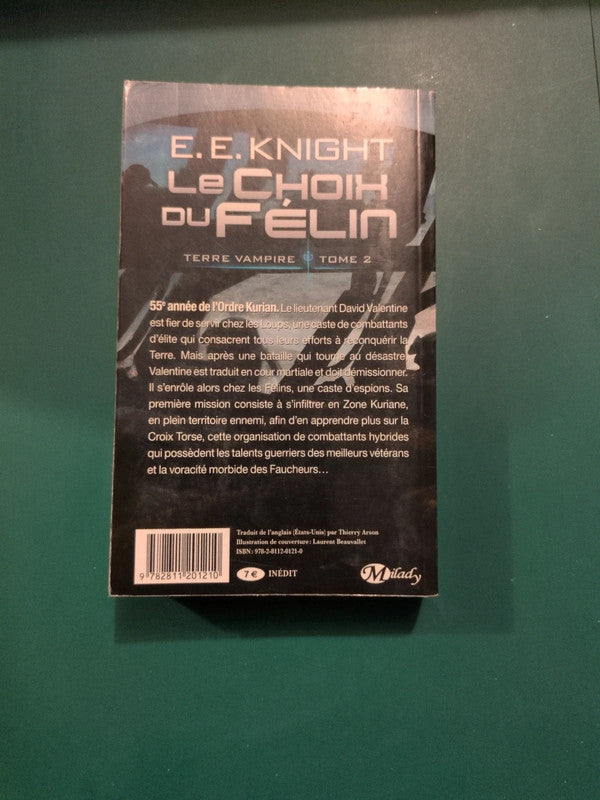 E. E. KNIGHT
Le CHOIX
DU FÉLIN
TERRE VAMPIRE TOME 2
55e année de l'Ordre Kurian. Le lieutenant David Valentine
est fier de servir chez les Loups, une caste de combattants
d'élite qui consacrent tous leurs efforts à reconquérir la
Terre. Mais après une bataille qui tourne au désastre,
Valentine est traduit en cour martiale et doit démissionner.
Il s'enrôle alors chez les Félins, une caste d'espions. Sa
première mission consiste à s'infiltrer en Zone Kuriane,
en plein territoire ennemi, afin d'en apprendre plus sur la
Croix Torse, cette organisation de combattants hybrides
qui possèdent les talents guerriers des meilleurs vétérans
et la voracité morbide des Faucheurs...
Traduit de l'anglais (États-Unis) par Thierry Arson
Illustration de couverture : Laurent Beauvallet
ISBN : 978-2-8112-0121-0
9 782811 201210
7 € INÉDIT
Milady